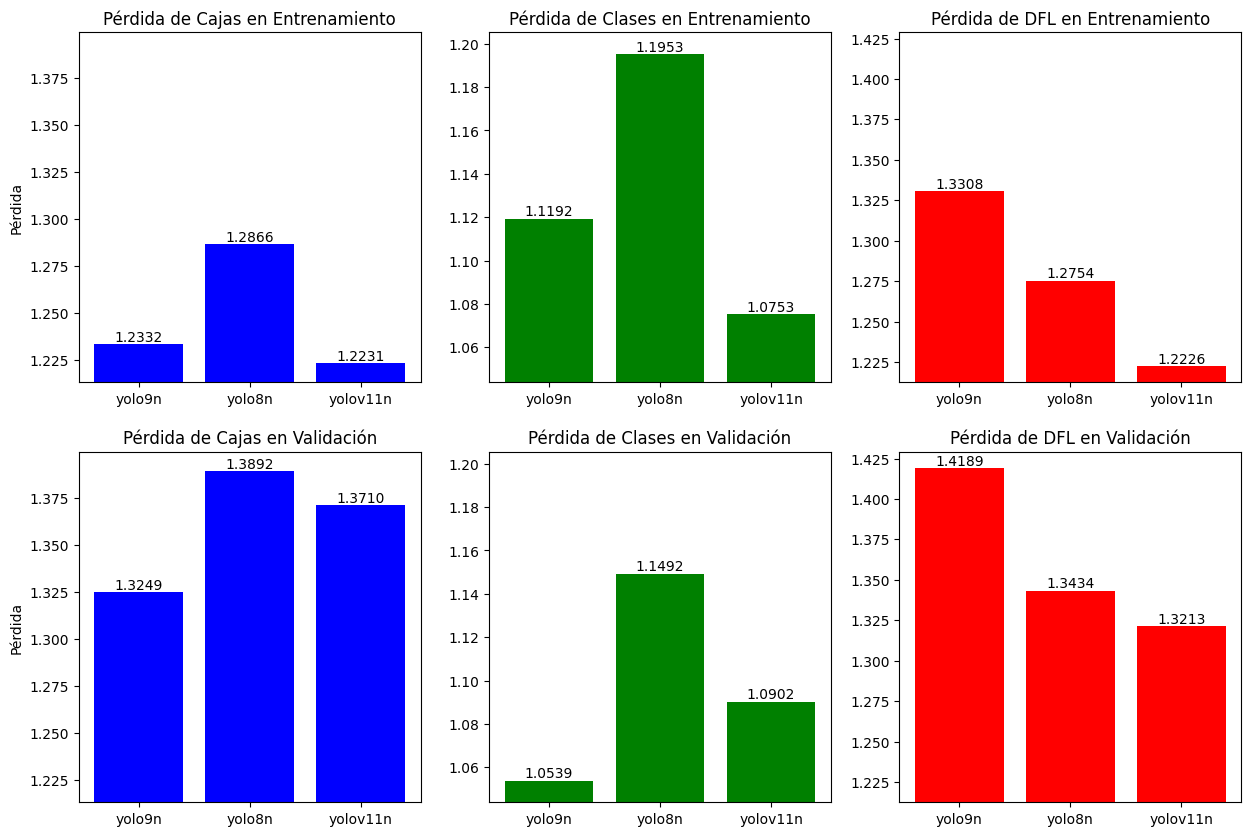 Pérdida de Cajas en Entrenamiento
Pérdida
1.375
1.350
1.325
1.300
1.275
1.250
1.225
1.2332
1.2866
1.2231
yolo9n
yolo8n
yolov11n
Pérdida de Clases en Entrenamiento
1.20
1.18
1.16
1.14
1.12
1.10
1.08
1.06
1.1192
1.1953
1.0753
yolo9n
yolo8n
yolov11n
Pérdida de DFL en Entrenamiento
1.425
1.400
1.375
1.350
1.325
1.300
1.275
1.250
1.225
1.3308
1.2754
1.2226
yolo9n
yolo8n
yolov11n
Pérdida de Cajas en Validación
Pérdida
1.375
1.350
1.325
1.300
1.275
1.250
1.225
1.3249
1.3892
1.3710
yolo9n
yolo8n
yolov11n
Pérdida de Clases en Validación
1.20
1.18
1.16
1.14
1.12
1.10
1.08
1.06
1.0539
1.1492
1.0902
yolo9n
yolo8n
yolov11n
Pérdida de DFL en Validación
1.425
1.400
1.375
1.350
1.325
1.300
1.275
1.250
1.225
1.4189
1.3434
1.3213
yolo9n
yolo8n
yolov11n